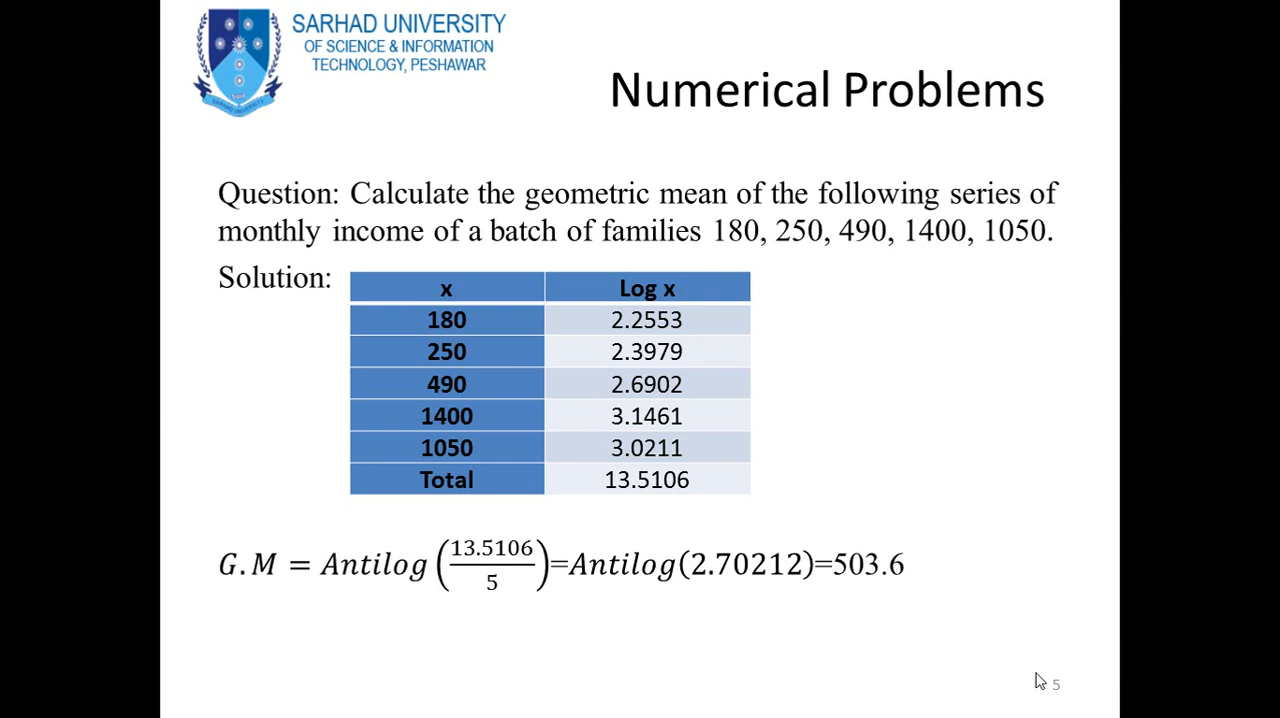 SARHAD UNIVERSITY
OF SCIENCE & INFORMATION
TECHNOLOGY, PESHAWAR
SARHAD UNIVERSITY
Numerical Problems
Question: Calculate the geometric mean of the following series of
monthly income of a batch of families 180, 250, 490, 1400, 1050.
Solution:
x Log x
180 2.2553
250 2.3979
490 2.6902
1400 3.1461
1050 3.0211
Total 13.5106
G.M = Antilog(13.5106/5)=Antilog(2.70212)=503.6
5